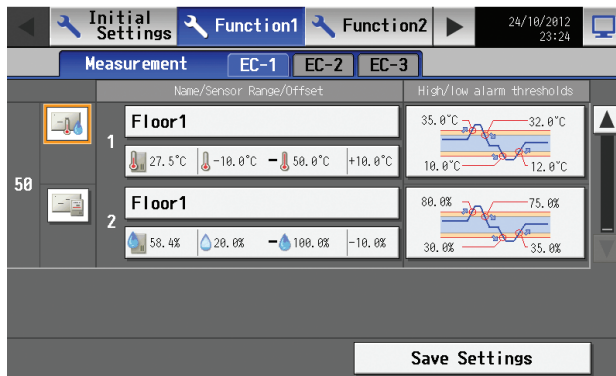 Initial
Settings
Function1
Function2
24/10/2012
23:24
Measurement
EC-1
EC-2
EC-3
Name/Sensor Range/Offset
High/low alarm thresholds
50
1
Floor1
27.5°C
-10.0°C
-
50.0°C
+10.0°C
35.0°C
32.0°C
10.0°C
12.0°C
2
Floor1
58.4%
20.0%
-
100.0%
-10.0%
80.0%
75.0%
30.0%
35.0%
Save Settings